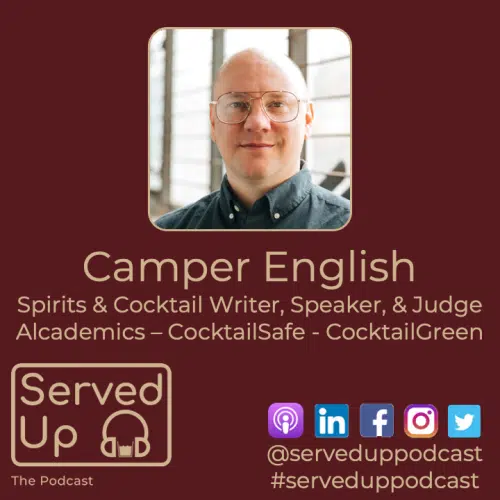 Camper English
Spirits & Cocktail Writer, Speaker, & Judge
Alcademics – CocktailSafe - CocktailGreen
Served
Up
The Podcast
@serveduppodcast
#serveduppodcast